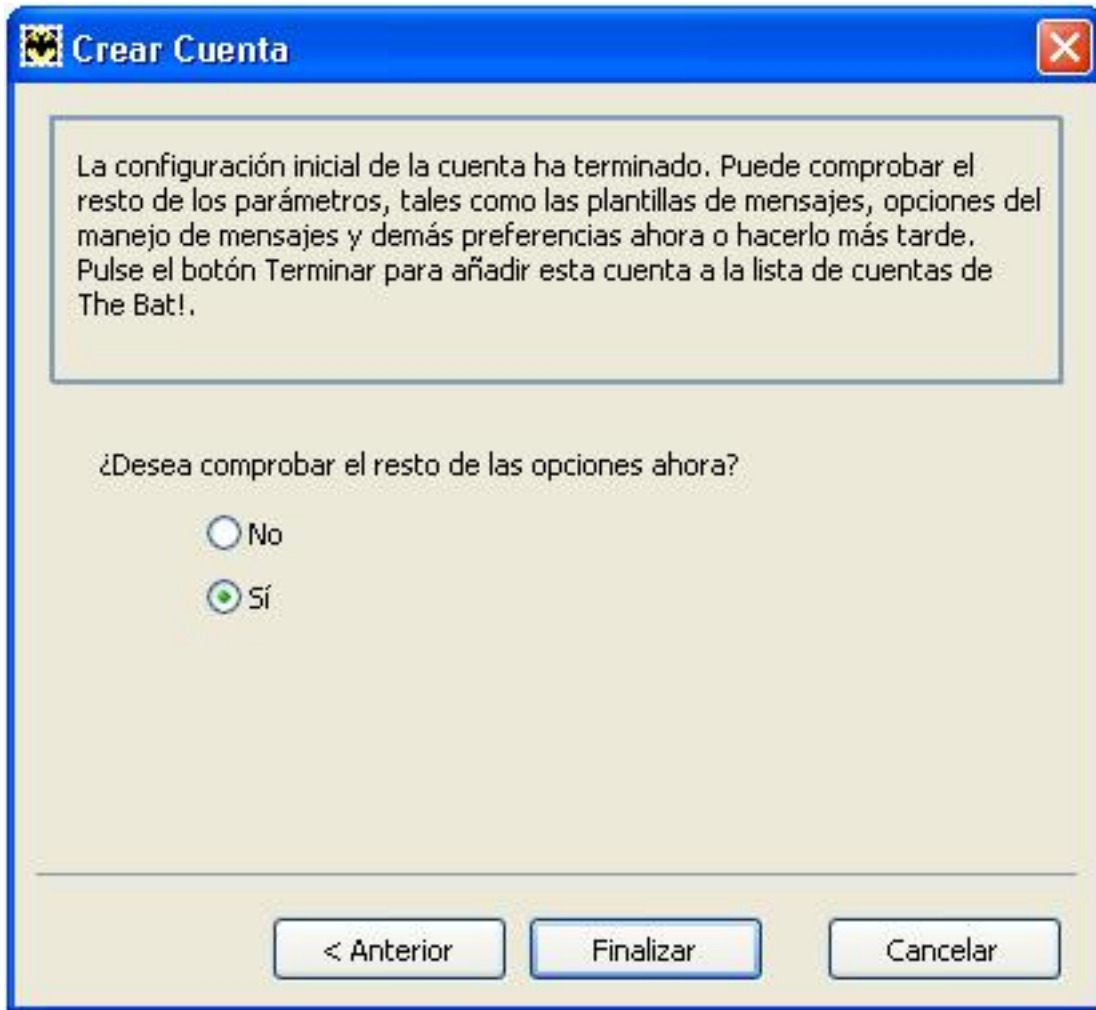 Crear Cuenta
La configuración inicial de la cuenta ha terminado. Puede comprobar el
resto de los parámetros, tales como las plantillas de mensajes, opciones del
manejo de mensajes y demás preferencias ahora o hacerlo más tarde.
Pulse el botón Terminar para añadir esta cuenta a la lista de cuentas de
The Bat!.
¿Desea comprobar el resto de las opciones ahora?
No
Sí
< Anterior
Finalizar
Cancelar